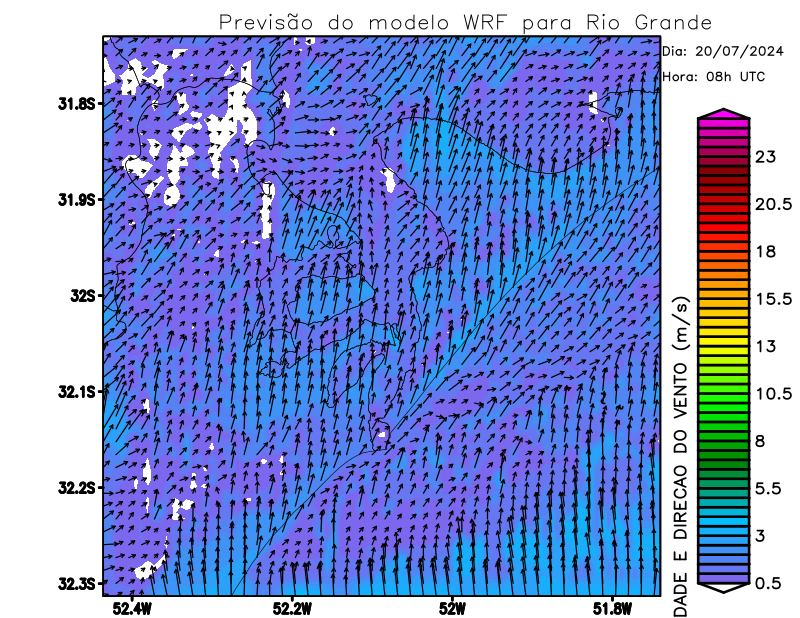 Previsão do modelo WRF para Rio Grande
Dia: 20/07/2024
Hora: 08h UTC
31.8S
31.9S
32S
32.1S
32.2S
32.3S
52.4W
52.2W
52W
51.8W
23
20.5
18
15.5
13
10.5
8
5.5
3
0.5
DADE E DIRECAO DO VENTO (m/s)